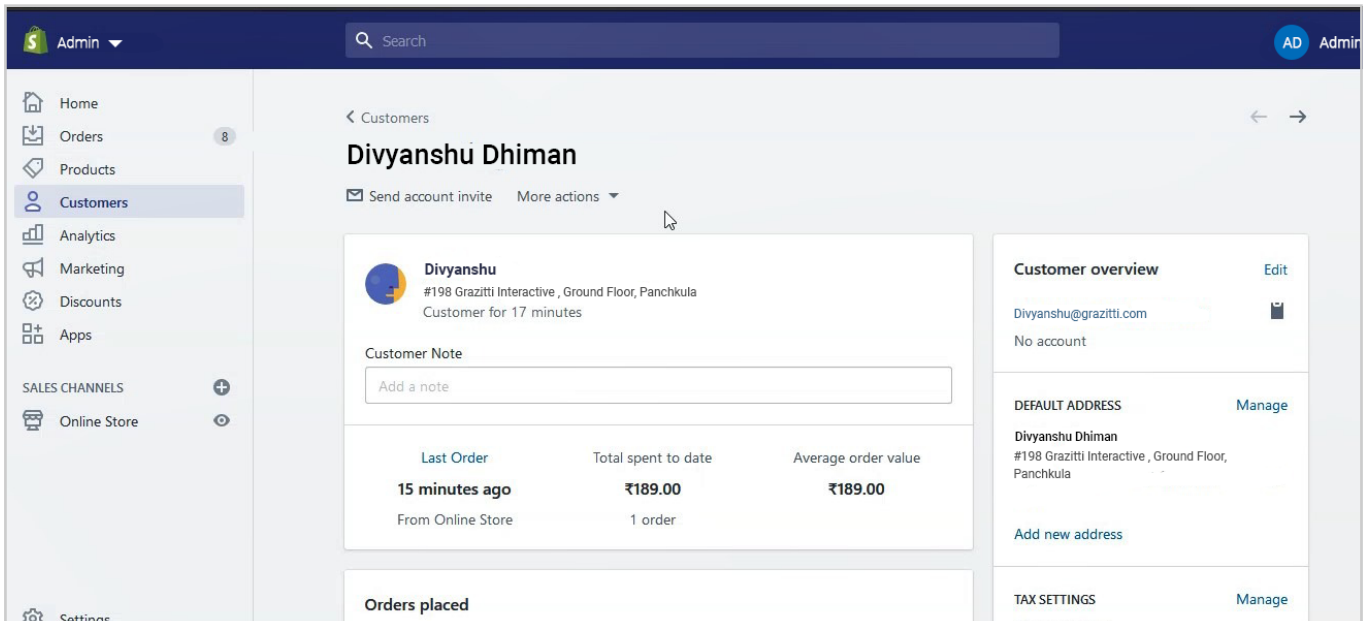 Admin
Search
AD Admin
Home
Orders 8
Products
Customers
Analytics
Marketing
Discounts
Apps
SALES CHANNELS
Online Store
Settings
Customers
Divyanshu Dhiman
Send account invite More actions
Divyanshu
#198 Grazitti Interactive , Ground Floor, Panchkula
Customer for 17 minutes
Customer Note
Add a note
Last Order Total spent to date Average order value
15 minutes ago ₹189.00 ₹189.00
From Online Store 1 order
Orders placed
Customer overview Edit
Divyanshu@grazitti.com
No account
DEFAULT ADDRESS Manage
Divyanshu Dhiman
#198 Grazitti Interactive , Ground Floor,
Panchkula
Add new address
TAX SETTINGS Manage